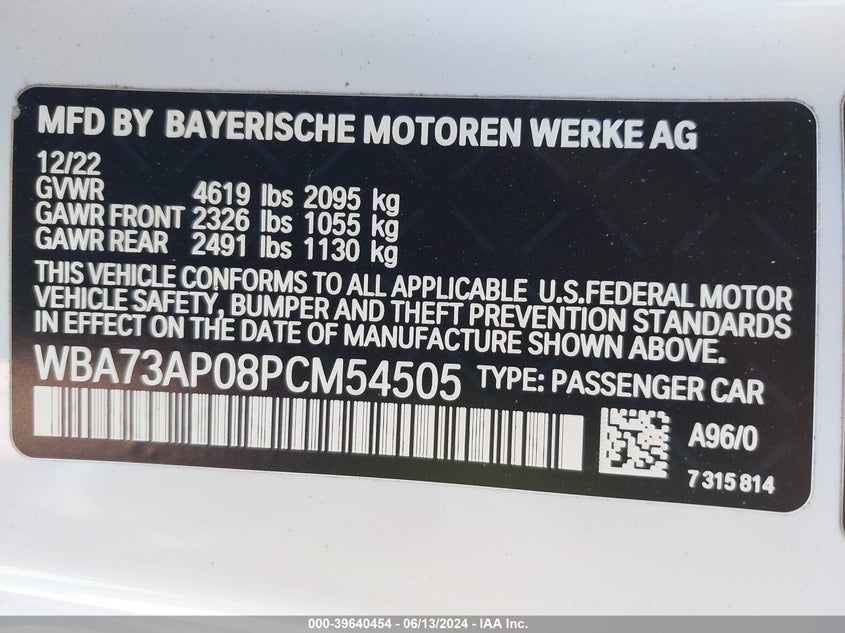 MFD BY BAYERISCHE MOTOREN WERKE AG
12/22
GVWR 4619 lbs 2095 kg
GAWR FRONT 2326 lbs 1055 kg
GAWR REAR 2491 lbs 1130 kg
THIS VEHICLE CONFORMS TO ALL APPLICABLE U.S.FEDERAL MOTOR
VEHICLE SAFETY, BUMPER AND THEFT PREVENTION STANDARDS
IN EFFECT ON THE DATE OF MANUFACTURE SHOWN ABOVE.
WBA73AP08PCM54505 TYPE: PASSENGER CAR
A96/0
7 315 814
000-39640454 - 06/13/2024 - IAA Inc.